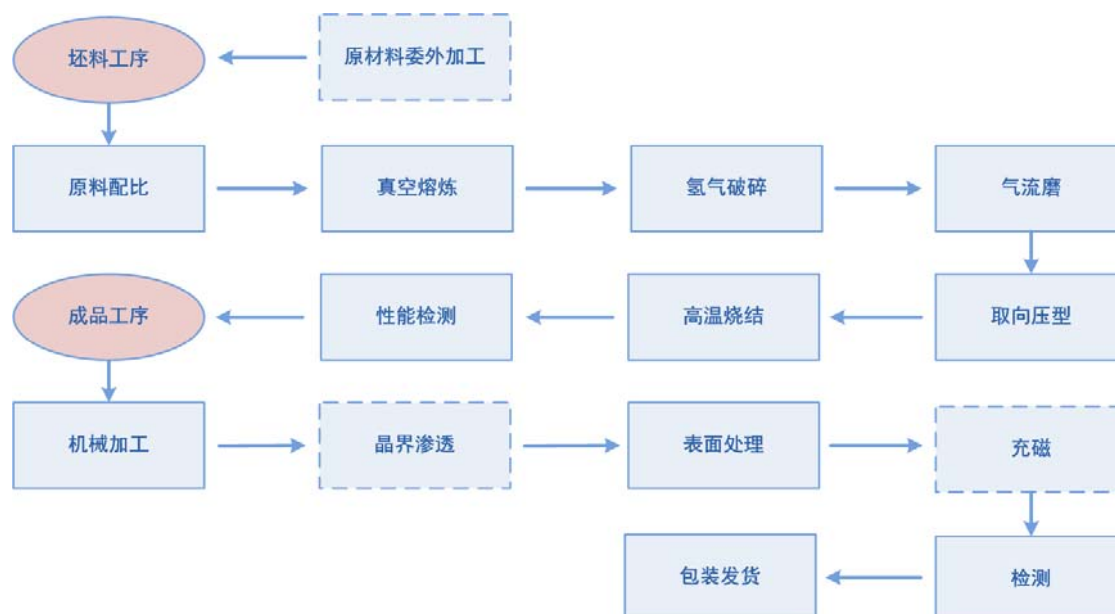 坯料工序
原材料委外加工
原料配比
真空熔炼
氢气破碎
气流磨
成品工序
性能检测
高温烧结
取向压型
机械加工
晶界渗透
表面处理
充磁
包装发货
检测